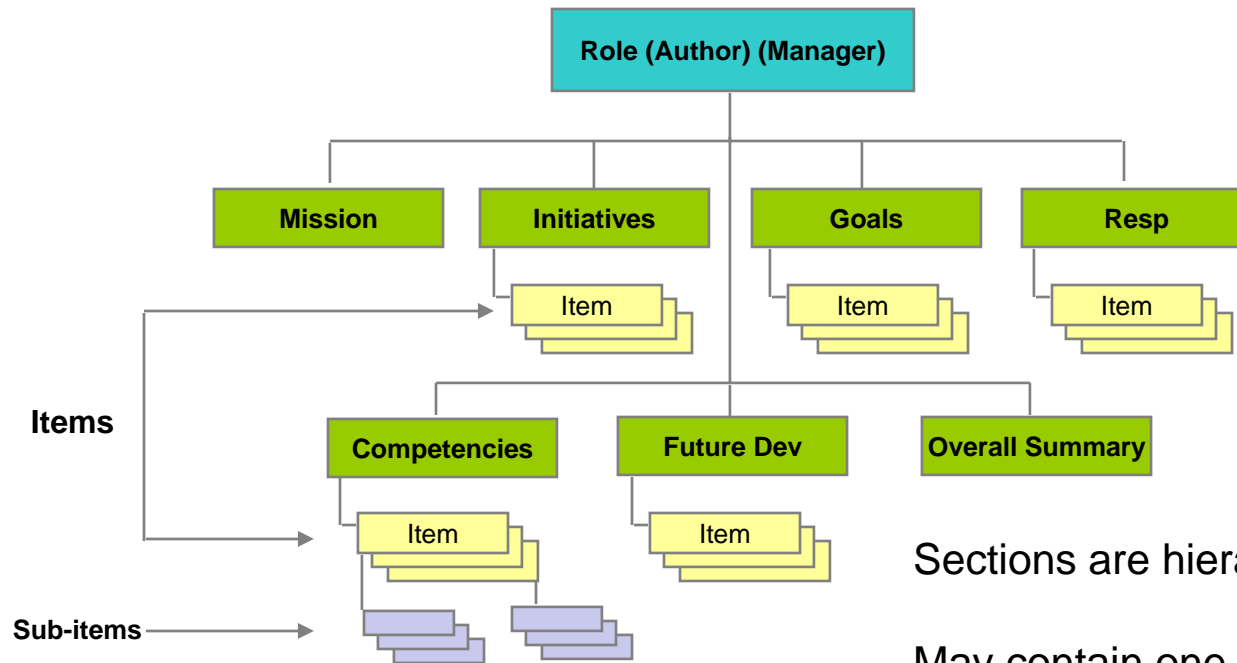 Role (Author) (Manager)
Mission
Initiatives
Goals
Resp
Item
Item
Item
Items
Competencies
Future Dev
Overall Summary
Item
Item
Sections are
Sub-items
May contain one